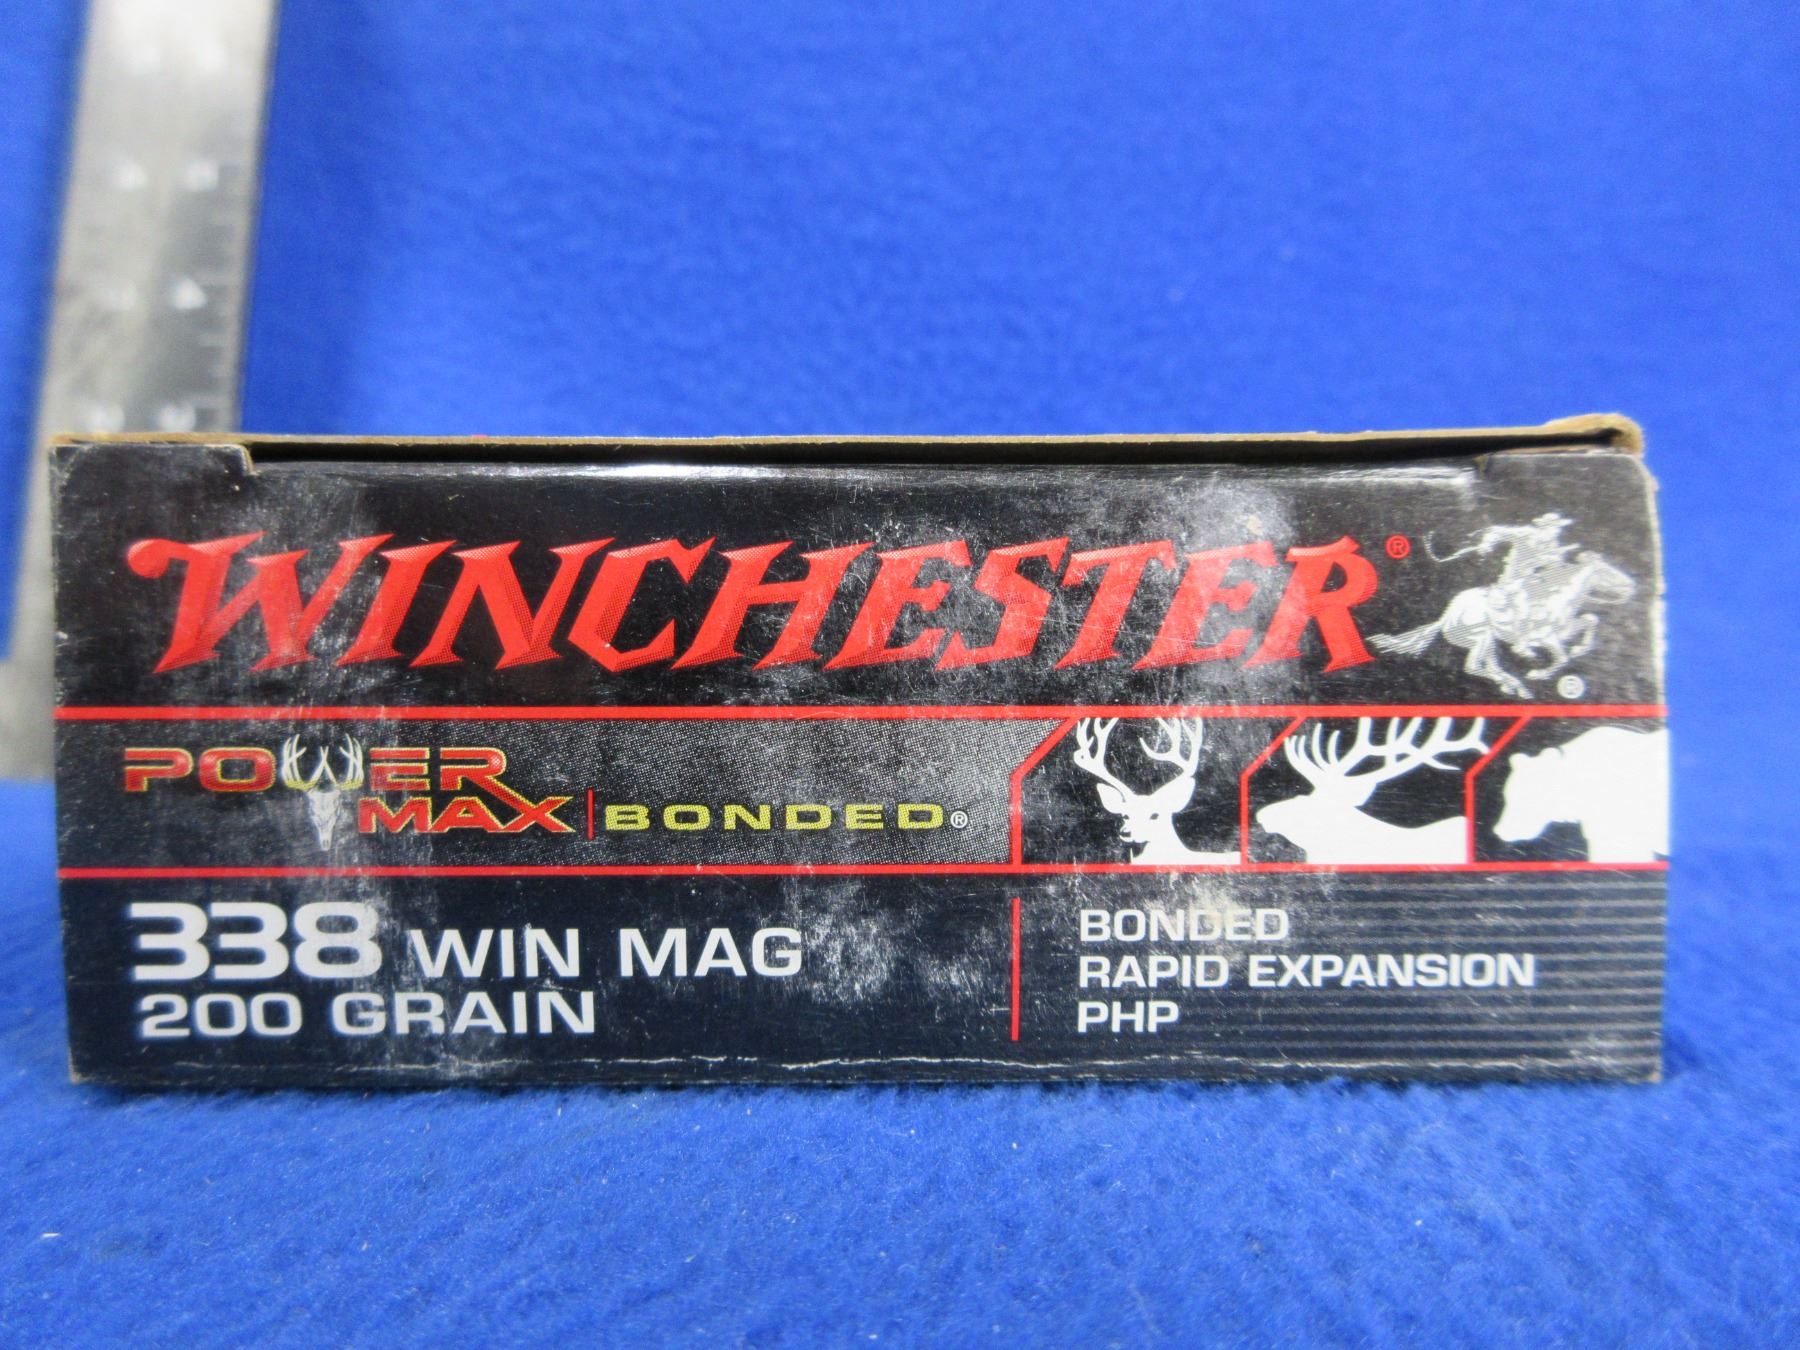 WINCHESTER®
®
POWER
MAX | BONDED®
338 WIN MAG
200 GRAIN
BONDED
RAPID EXPANSION
PHP